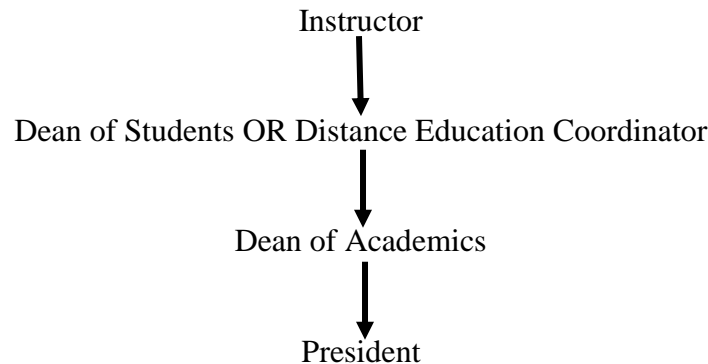 Instructor
Dean of Students OR Distance Education Coordinator
Dean of Academics
President